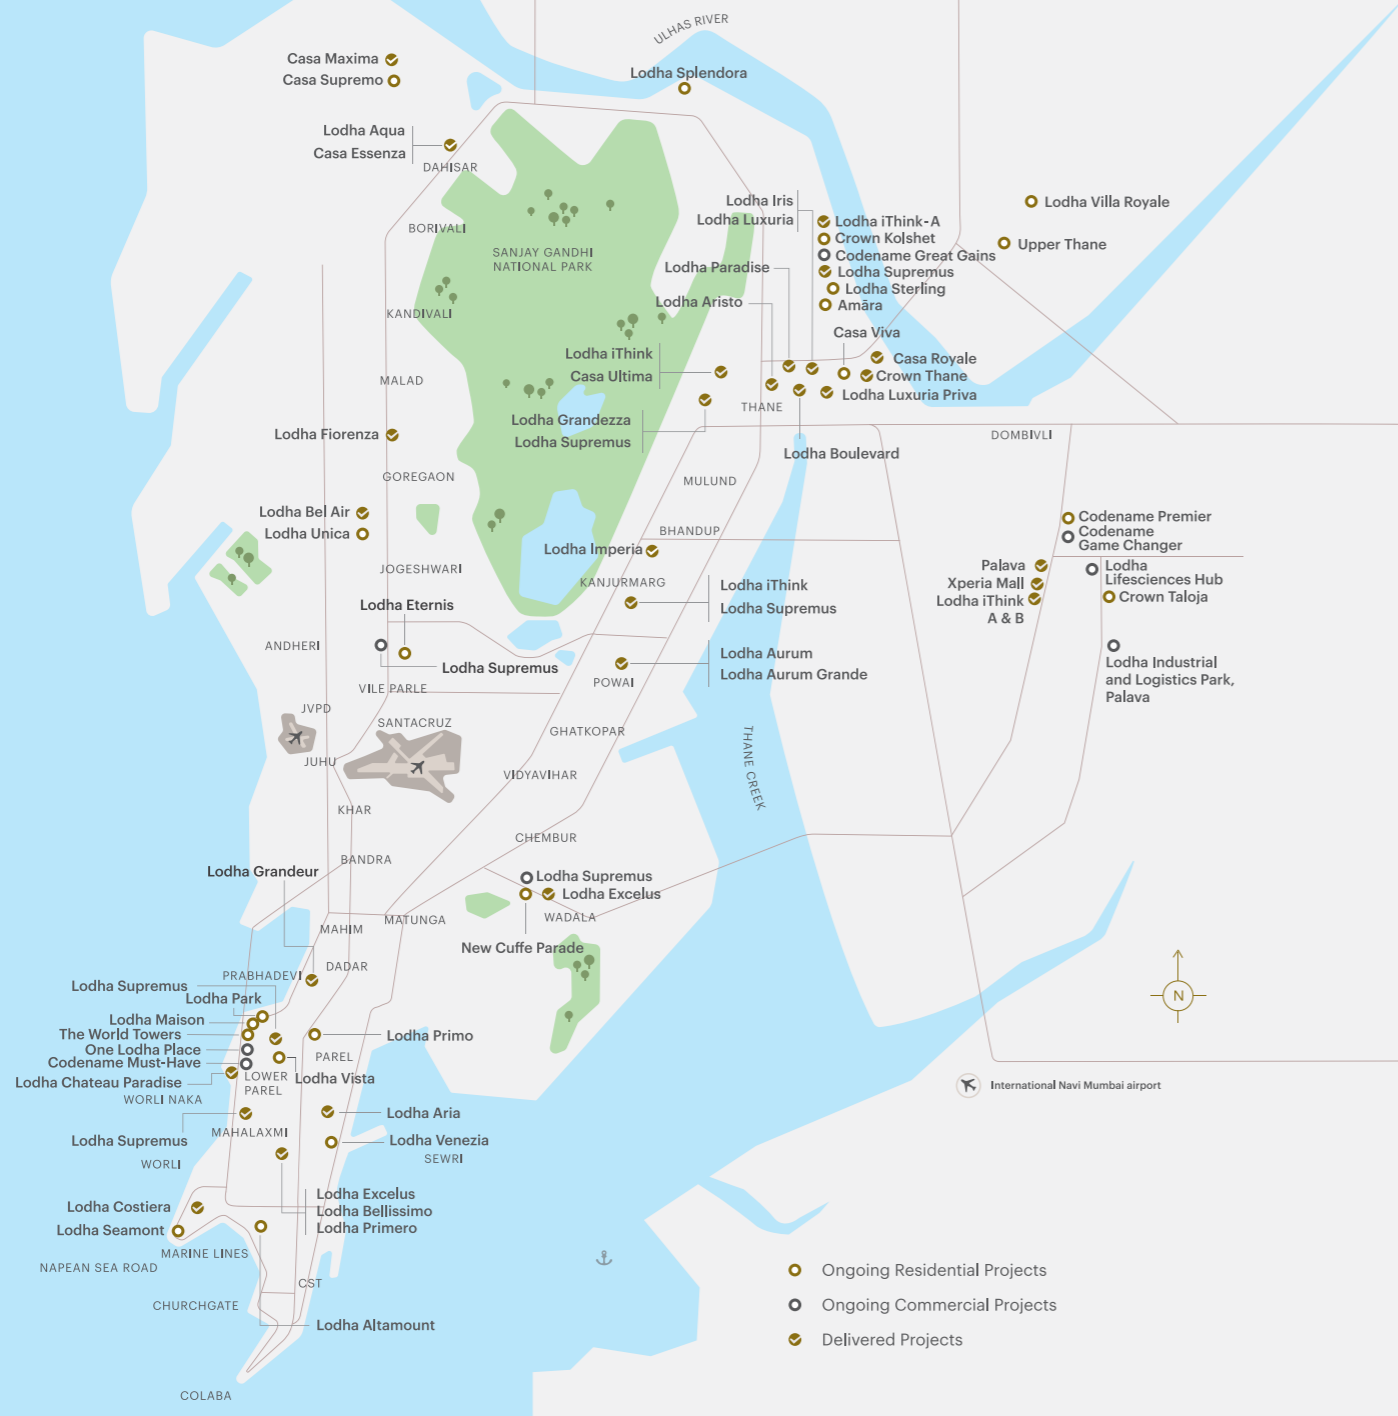 ULHAS RIVER
Casa Maxima
Casa Supremo
Lodha Splendora
Lodha Aqua
Casa Essenza
DAHISAR
BORIVALI
SANJAY GANDHI
NATIONAL PARK
KANDIVALI
MALAD
Lodha Iris
Lodha Luxuria
Lodha iThink-A
Crown Kolshet
Codename Great Gains
Lodha Supremus
Lodha Sterling
Amāra
Lodha Villa Royale
Upper Thane
Lodha Paradise
Lodha Aristo
Casa Viva
Lodha iThink
Casa Ultima
Casa Royale
Crown Thane
Lodha Luxuria Priva
THANE
Lodha Grandezza
Lodha Supremus
Lodha Boulevard
DOMBIVLI
Lodha Fiorenza
GOREGAON
MULUND
Lodha Bel Air
Lodha Unica
BHANDUP
Lodha Imperia
JOGESHWARI
KANJURMARG
Codename Premier
Codename
Game Changer
Palava
Xperia Mall
Lodha iThink
A & B
Lodha
Lifesciences Hub
Crown Taloja
Lodha iThink
Lodha Supremus
Lodha Eternis
ANDHERI
Lodha Supremus
Lodha Aurum
Lodha Aurum Grande
Lodha Industrial
and Logistics Park,
Palava
POWAI
VILE PARLE
JVPD
SANTACRUZ
GHATKOPAR
THANE CREEK
JUHU
VIDYAVIHAR
KHAR
CHEMBUR
BANDRA
Lodha Grandeur
Lodha Supremus
Lodha Excelus
WADALA
New Cuffe Parade
MATUNGA
MAHIM
DADAR
PRABHADEVI
Lodha Supremus
Lodha Park
Lodha Maison
The World Towers
One Lodha Place
Codename Must-Have
Lodha Chateau Paradise
Lodha Primo
PAREL
Lodha Vista
LOWER
PAREL
WORLI NAKA
N
International Navi Mumbai airport
Lodha Aria
MAHALAXMI
Lodha Supremus
Lodha Venezia
SEWRI
WORLI
Lodha Excelus
Lodha Bellissimo
Lodha Primero
Lodha Costiera
Lodha Seamont
MARINE LINES
NAPEAN SEA ROAD
CST
CHURCHGATE
Lodha Altamount
COLABA
Ongoing Residential Projects
Ongoing Commercial Projects
Delivered Projects